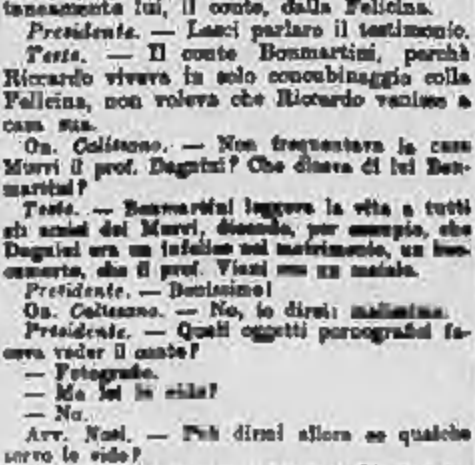 taneamente lui, il conte, dalla Felicina.
Presidente. — Lasci parlare il testimonio.
Teste. — Il conte Bonmartini, perchè
Riccardo viveva in solo concubinaggio colla
Felicina, non voleva che Riccardo venisse a
casa sua.
On. Calissano. — Non frequentava la casa
Murri il prof. Dagnini? Che diceva di lui Bon-
martini?
Teste. — Bonmartini leggeva la vita a tutti
gli amici dei Murri, dicendo, per esempio, che
Dagnini era un infelice nel matrimonio, un
che il prof. Vizzi era un maiale.
Presidente. — Benissimo!
On. Calissano. — No, io direi: malissimo.
Presidente. — Quali oggetti pornografici fa-
ceva veder il conte?
— Fotografie.
— Ma lei le vide?
— No.
Avv. Nasi. — Può dirmi allora se qualche
servo le vide?